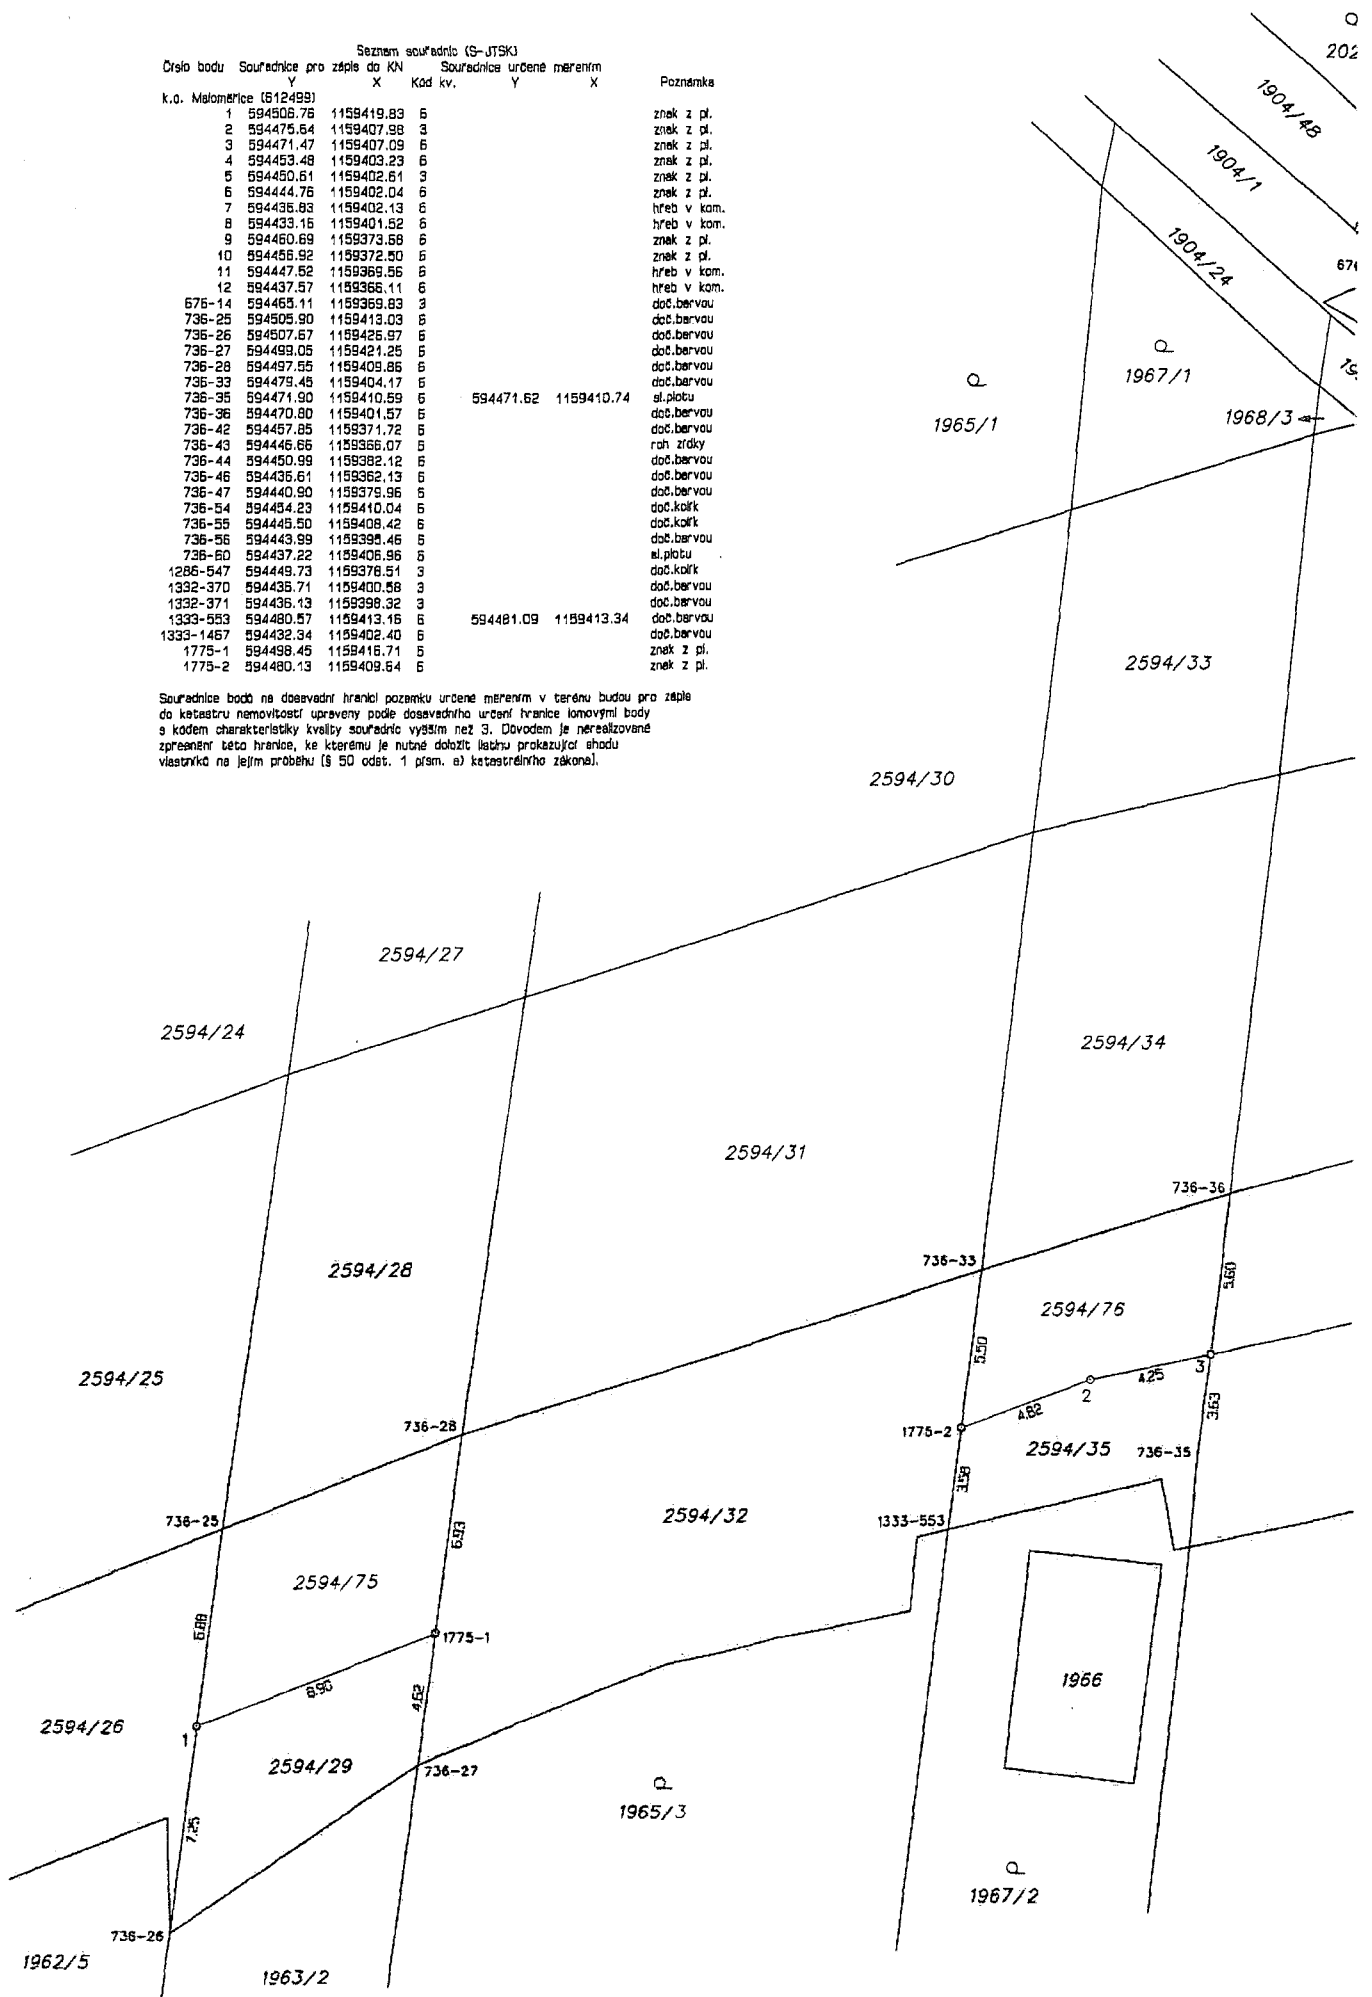 Seznam souřadnic (S-JTSK)
Číslo bodu Souřadnice pro zápis do KN Souřadnice určené měřením
Y X Kód kv. Y X Poznámka
k.ú. Maloměřice (612499)
1 594506.76 1159419.83 6 znak z pl.
2 594475.64 1159407.98 3 znak z pl.
3 594471.47 1159407.09 6 znak z pl.
4 594453.48 1159403.23 6 znak z pl.
5 594450.61 1159402.61 3 znak z pl.
6 594444.76 1159402.04 6 znak z pl.
7 594436.83 1159402.13 6 hřeb v kom.
8 594433.16 1159401.52 6 hřeb v kom.
9 594460.69 1159373.68 6 znak z pl.
10 594456.92 1159372.50 6 znak z pl.
11 594447.52 1159369.56 6 hřeb v kom.
12 594437.57 1159366.11 6 hřeb v kom.
676-14 594465.11 1159369.83 3 doč.barvou
736-25 594505.90 1159413.03 6 doč.barvou
736-26 594507.67 1159426.97 6 doč.barvou
736-27 594499.05 1159421.25 6 doč.barvou
736-28 594497.55 1159409.86 6 doč.barvou
736-33 594479.45 1159404.17 6 doč.barvou
736-35 594471.90 1159410.69 6 594471.62 1159410.74 sl.plotu
736-36 594470.80 1159401.57 6 doč.barvou
736-42 594457.85 1159371.72 6 doč.barvou
736-43 594446.66 1159366.07 6 roh zídky
736-44 594450.99 1159382.12 6 doč.barvou
736-46 594436.61 1159362.13 6 doč.barvou
736-47 594440.90 1159379.96 6 doč.barvou
736-54 594454.23 1159410.04 6 doč.kolík
736-55 594445.50 1159408.42 6 doč.kolík
736-56 594443.99 1159398.46 6 doč.barvou
736-60 594437.22 1159406.96 6 sl.plotu
1286-547 594449.73 1159376.51 3 doč.kolík
1332-370 594436.71 1159400.58 3 doč.barvou
1332-371 594436.13 1159398.32 3 doč.barvou
1333-553 594480.57 1159413.16 6 594481.09 1159413.34 doč.barvou
1333-1467 594432.34 1159402.40 6 doč.barvou
1775-1 594498.45 1159416.71 6 znak z pl.
1775-2 594480.13 1159409.64 6 znak z pl.
Souřadnice bodů na dosavadní hranici pozemku určené měřením v terénu budou pro zápis
do katastru nemovitostí upraveny podle dosavadního určení hranice lomovými body
s kódem charakteristiky kvality souřadnic vyšším než 3. Důvodem je nerealizované
zpřesnění této hranice, ke kterému je nutné doložit listinu prokazující shodu
vlastníků na jejím průběhu [§ 50 odst. 1 písm. a) katastrálního zákona].
202
1904/48
1904/1
1904/24
676
1967/1
1965/1
1968/3
2594/33
2594/30
2594/27
2594/24
2594/34
2594/31
736-36
736-33
2594/28
5.60
2594/76
5.50
2594/25
3
4.25
2
3.63
4.82
736-28
1775-2
2594/35
736-35
3.58
736-25
2594/32
1333-553
6.93
2594/75
6.88
1775-1
8.90
4.62
1966
2594/26
1
2594/29
736-27
1965/3
7.25
1967/2
736-26
1962/5
1963/2